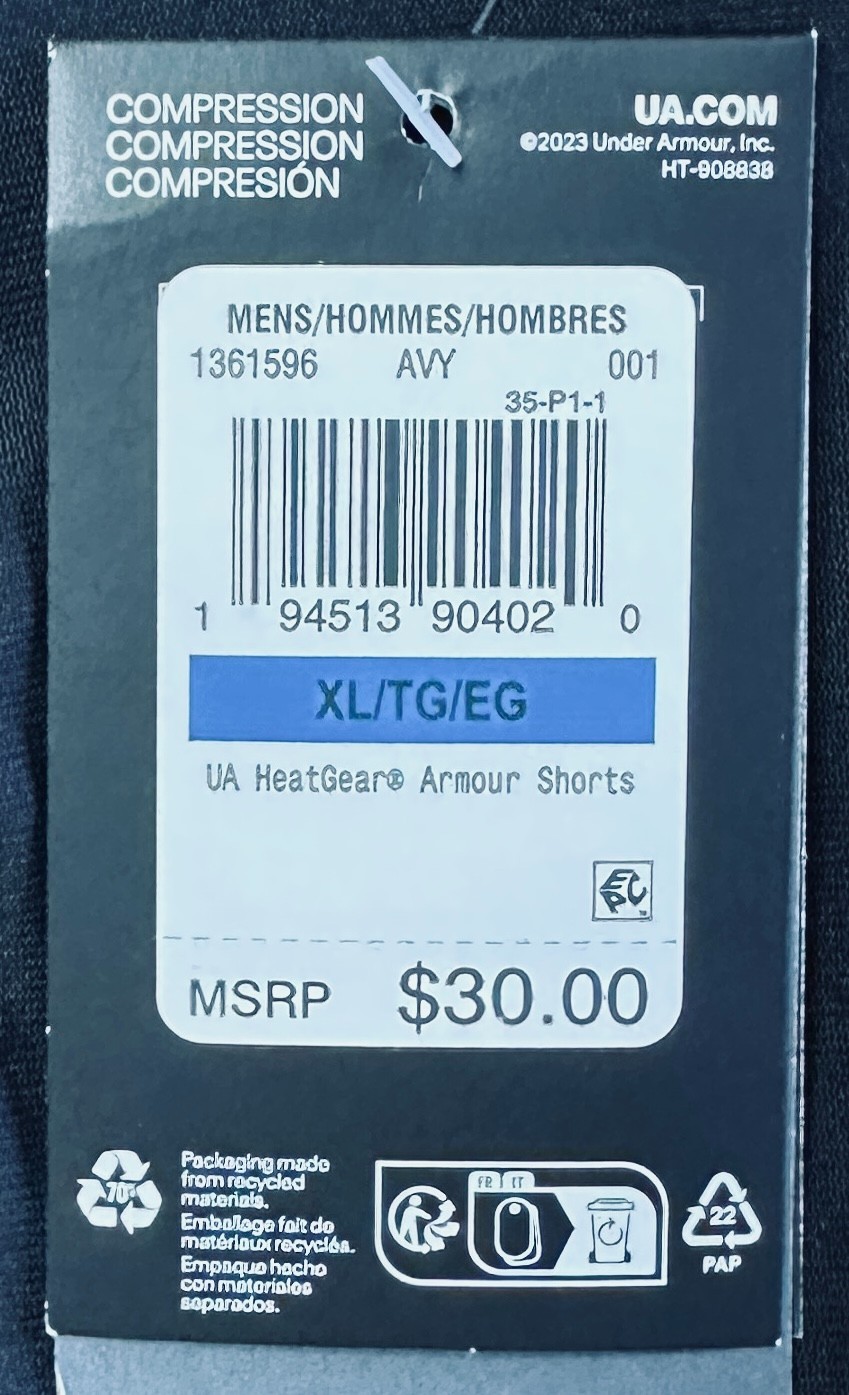 COMPRESSION
COMPRESSION
COMPRESIÓN
UA.COM
©2023 Under Armour, Inc.
HT-908838
MENS/HOMMES/HOMBRES
1361596 AVY 001
35-P1-1
1 94513 90402 0
XL/TG/EG
UA HeatGear® Armour Shorts
EPC™
MSRP $30.00
70%
Packaging made
from recycled
materials.
Emballage fait de
matériaux recyclés.
Empaque hecho
con materiales
separados.
FR IT
22
PAP